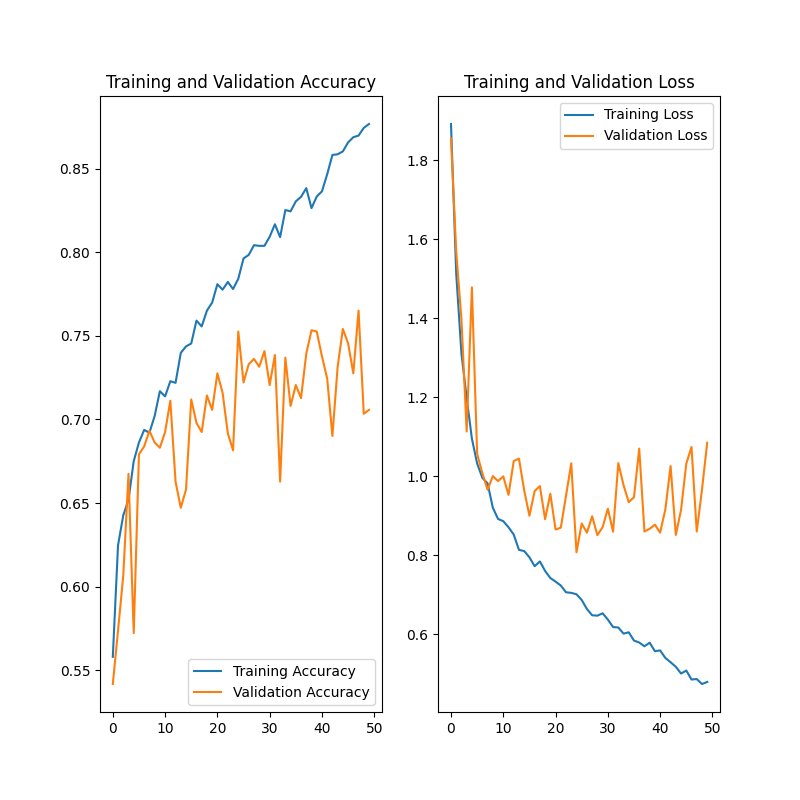 Training and Validation Accuracy
0.85
0.80
0.75
0.70
0.65
0.60
0.55
Training Accuracy
Validation Accuracy
0 10 20 30 40 50
Training and Validation Loss
Training Loss
Validation Loss
1.8
1.6
1.4
1.2
1.0
0.8
0.6
0 10 20 30 40 50